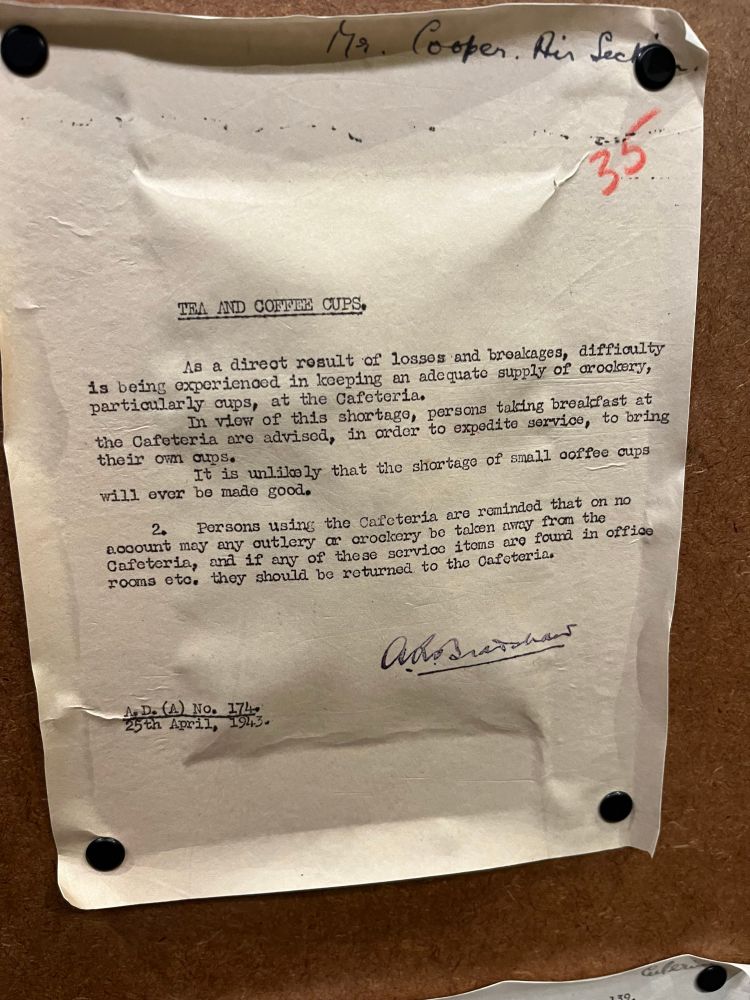 Mr. Cooper. Air Section.
35
TEA AND COFFEE CUPS.
As a direct result of losses and breakages, difficulty
is being experienced in keeping an adequate supply of crockery,
particularly cups, at the Cafeteria.
In view of this shortage, persons taking breakfast at
the Cafeteria are advised, in order to expedite service, to bring
their own cups.
It is unlikely that the shortage of small coffee cups
will ever be made good.
2. Persons using the Cafeteria are reminded that on no
account may any cutlery or crockery be taken away from the
Cafeteria, and if any of these service items are found in office
rooms etc. they should be returned to the Cafeteria.
A.R. Bradshaw
A.D.(A) No. 174.
25th April, 1943.
139.